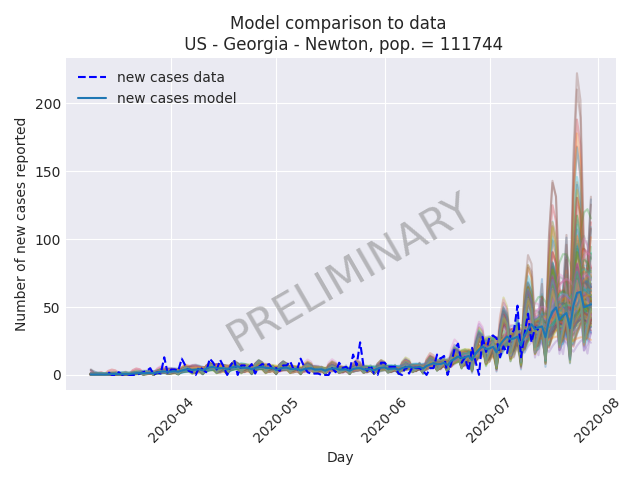 Model comparison to data
US - Georgia - Newton, pop. = 111744
new cases data
new cases model
Number of new cases reported
200
150
100
50
0
PRELIMINARY
2020-04
2020-05
2020-06
2020-07
2020-08
Day